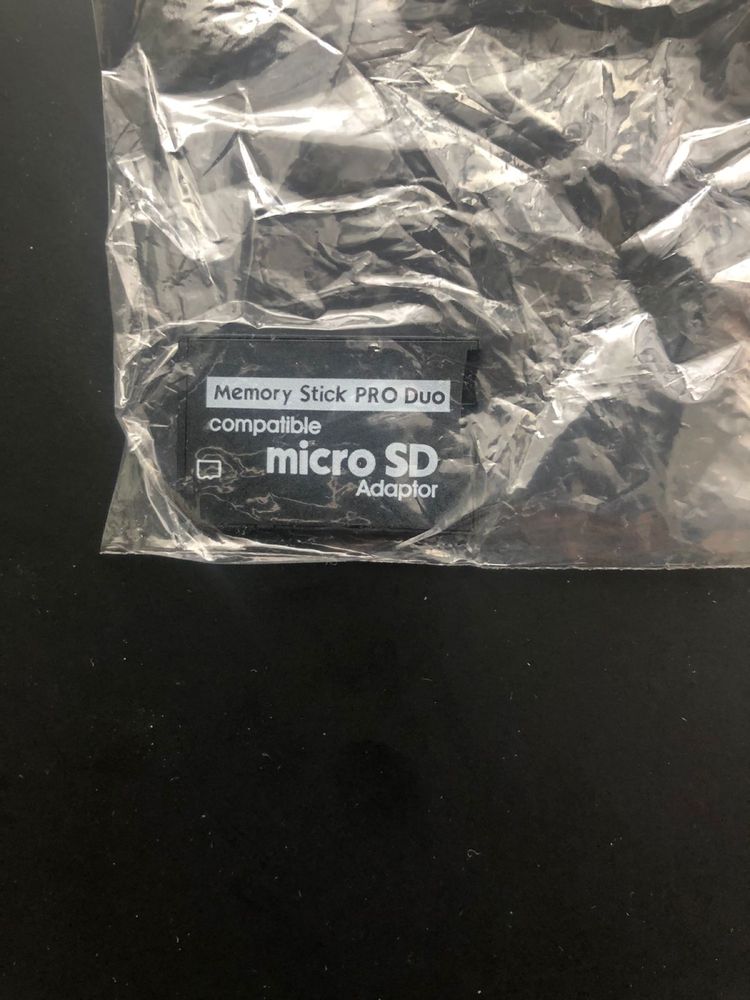 Memory Stick PRO Duo
compatible
micro SD
Adaptor